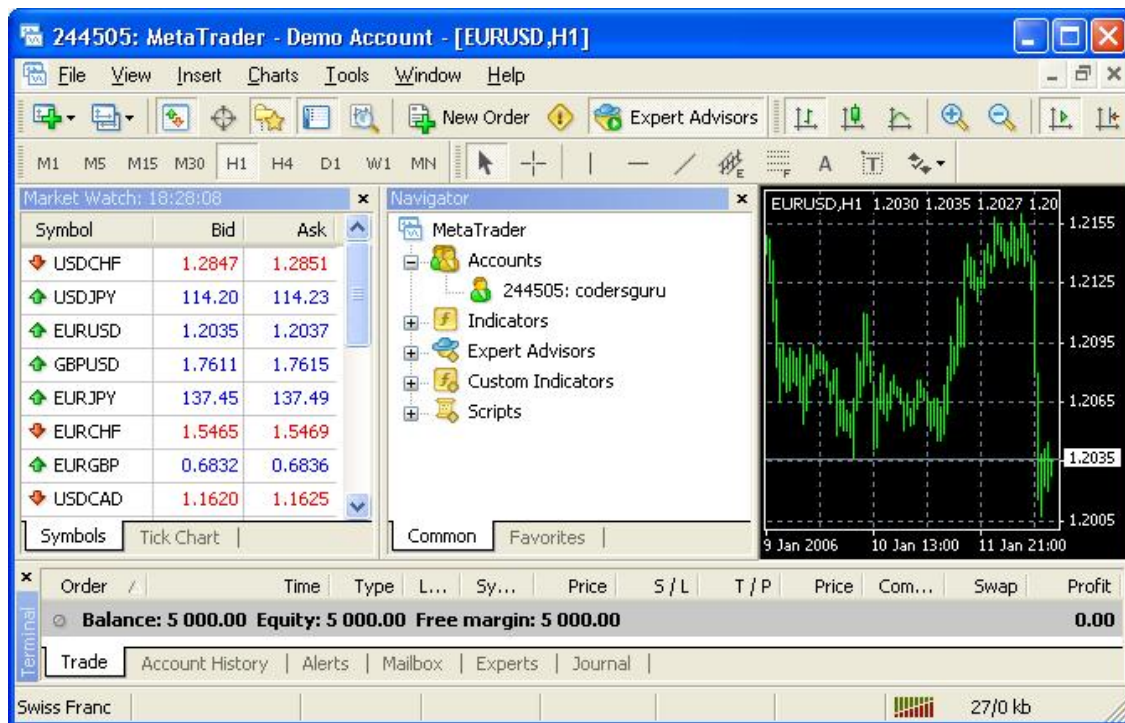 244505: MetaTrader - Demo Account - [EURUSD,H1]
File View Insert Charts Tools Window Help
New Order Expert Advisors
M1 M5 M15 M30 H1 H4 D1 W1 MN E F A T
Market Watch: 18:28:08
Symbol Bid Ask
USDCHF 1.2847 1.2851
USDJPY 114.20 114.23
EURUSD 1.2035 1.2037
GBPUSD 1.7611 1.7615
EURJPY 137.45 137.49
EURCHF 1.5465 1.5469
EURGBP 0.6832 0.6836
USDCAD 1.1620 1.1625
Symbols Tick Chart
Navigator
MetaTrader
Accounts
244505: codersguru
Indicators
Expert Advisors
Custom Indicators
Scripts
Common Favorites
EURUSD,H1 1.2030 1.2035 1.2027 1.20
1.2155
1.2125
1.2095
1.2065
1.2035
1.2005
9 Jan 2006 10 Jan 13:00 11 Jan 21:00
Terminal
Order / Time Type L... Sy... Price S / L T / P Price Com... Swap Profit
Balance: 5 000.00 Equity: 5 000.00 Free margin: 5 000.00 0.00
Trade Account History Alerts Mailbox Experts Journal
Swiss Franc 27/0 kb